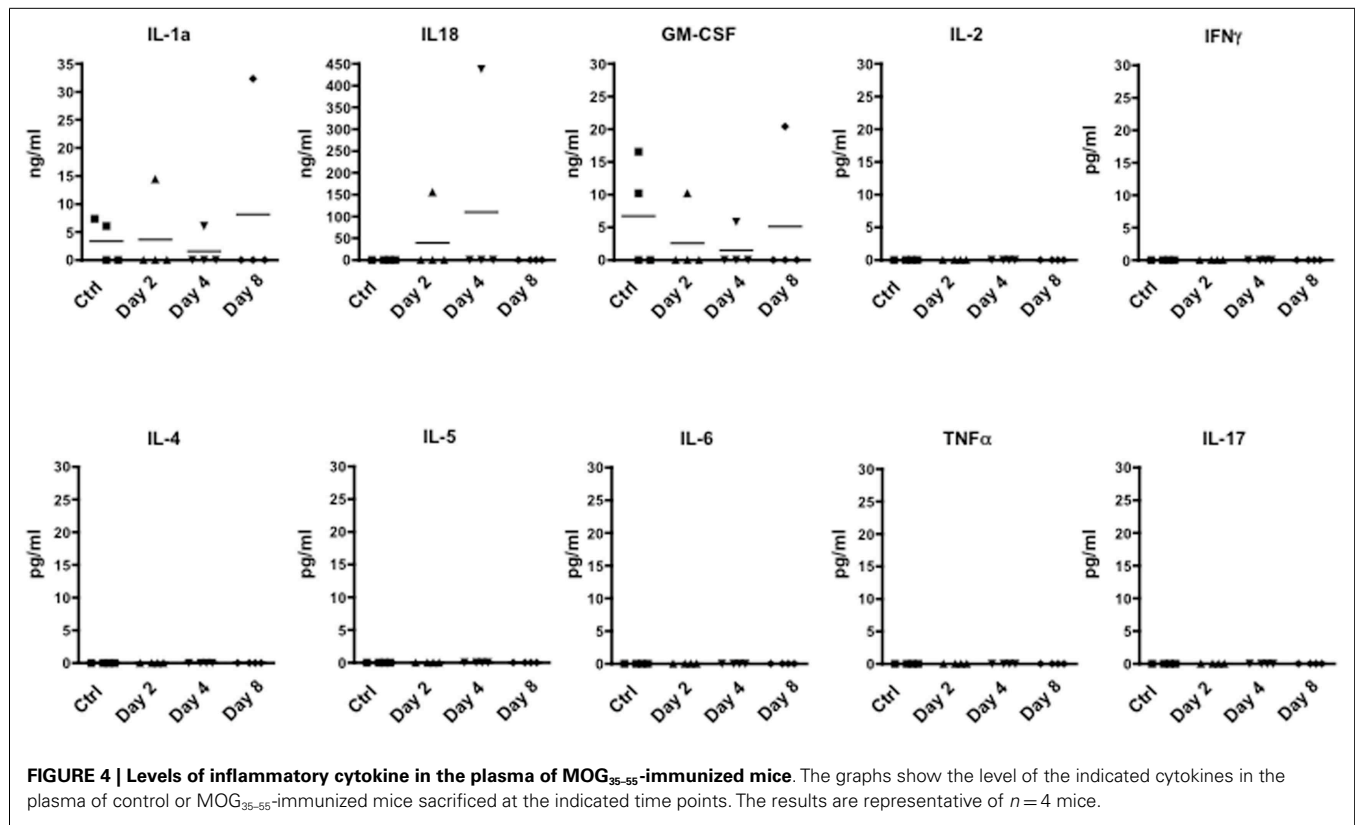 IL-1a
IL18
GM-CSF
IL-2
IFNγ
35
30
25
20
15
10
5
0
ng/ml
Ctrl
Day 2
Day 4
Day 8
450
400
350
300
250
200
150
100
50
0
ng/ml
Ctrl
Day 2
Day 4
Day 8
30
25
20
15
10
5
0
ng/ml
Ctrl
Day 2
Day 4
Day 8
30
25
20
15
10
5
0
pg/ml
Ctrl
Day 2
Day 4
Day 8
30
25
20
15
10
5
0
pg/ml
Ctrl
Day 2
Day 4
Day 8
IL-4
IL-5
IL-6
TNFα
IL-17
30
25
20
15
10
5
0
pg/ml
Ctrl
Day 2
Day 4
Day 8
30
25
20
15
10
5
0
pg/ml
Ctrl
Day 2
Day 4
Day 8
30
25
20
15
10
5
0
pg/ml
Ctrl
Day 2
Day 4
Day 8
30
25
20
15
10
5
0
pg/ml
Ctrl
Day 2
Day 4
Day 8
30
25
20
15
10
5
0
pg/ml
Ctrl
Day 2
Day 4
Day 8
FIGURE 4 | Levels of inflammatory cytokine in the plasma of MOG35–55-immunized mice. The graphs show the level of the indicated cytokines in the
plasma of control or MOG35–55-immunized mice sacrificed at the indicated time points. The results are representative of n = 4 mice.